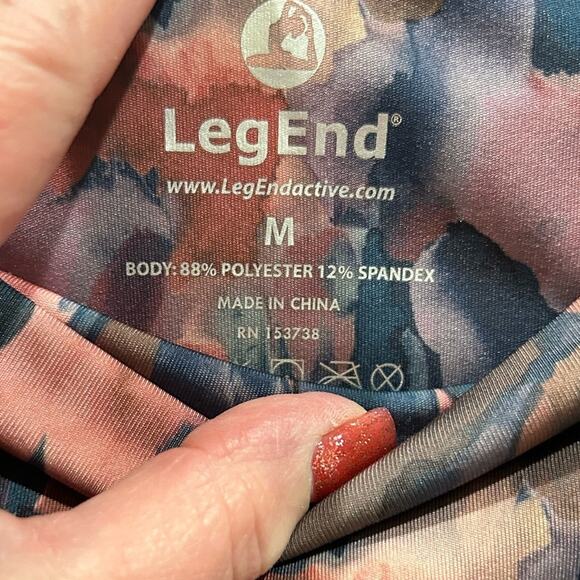 LegEnd®
www.LegEndactive.com
M
BODY: 88% POLYESTER 12% SPANDEX
MADE IN CHINA
RN 153738